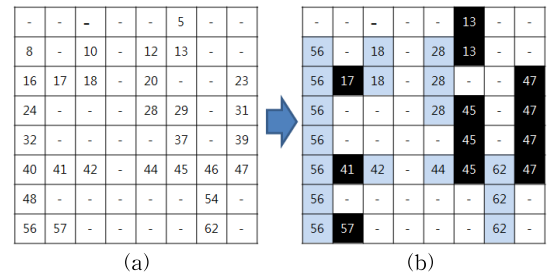 - - - - - 5 - -
8 - 10 - 12 13 - -
16 17 18 - 20 - - 23
24 - - - 28 29 - 31
32 - - - - 37 - 39
40 41 42 - 44 45 46 47
48 - - - - - 54 -
56 57 - - - - 62 -
(a)
- - - - - 13 - -
56 - 18 - 28 13 - -
56 17 18 - 28 - - 47
56 - - - 28 45 - 47
56 - - - - 45 - 47
56 41 42 - 44 45 62 47
56 - - - - - 62 -
56 57 - - - - 62 -
(b)